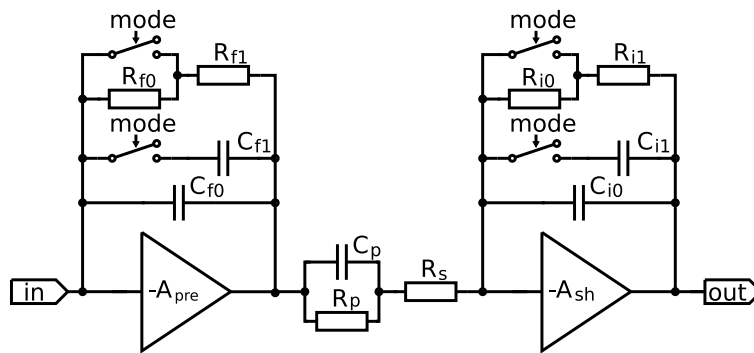 mode
mode
R_f1
R_i1
R_f0
R_i0
mode
mode
C_f1
C_i1
C_f0
C_i0
C_p
R_s
in
-A_pre
R_p
-A_sh
out